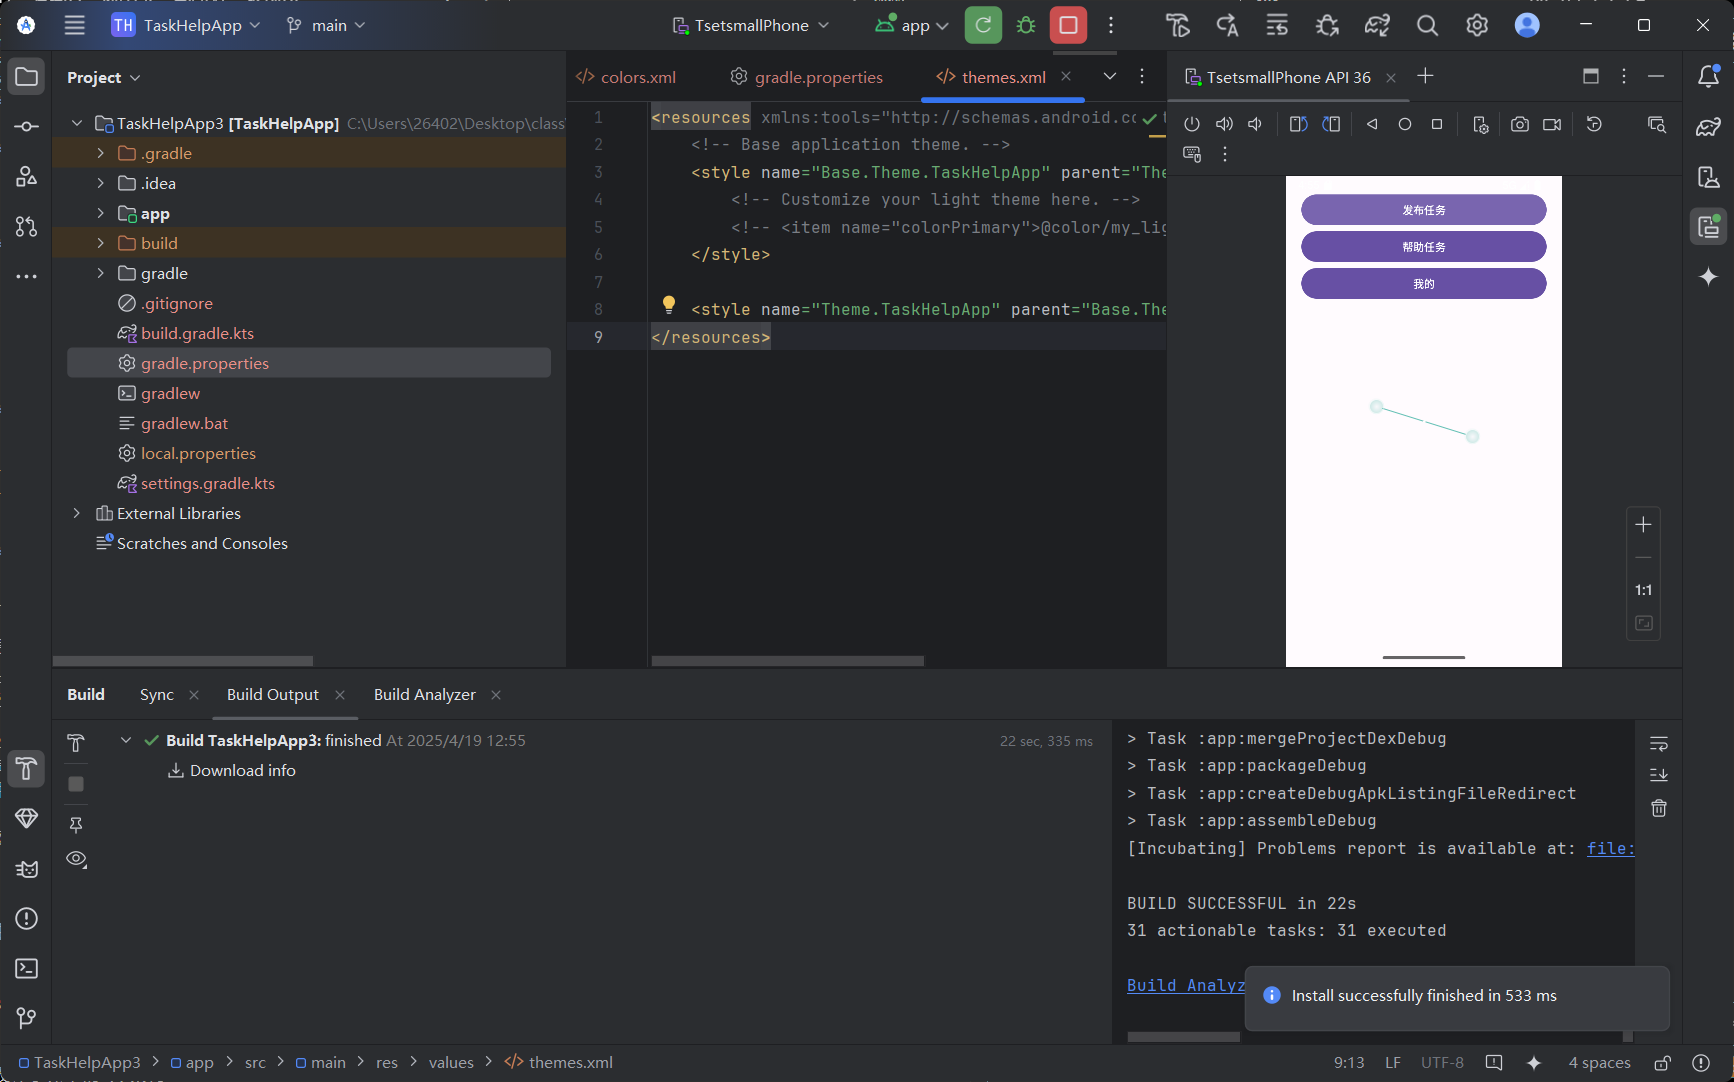 TH TaskHelpApp main TsetsmallPhone app
Project
TaskHelpApp3 [TaskHelpApp] C:\Users\26402\Desktop\class
.gradle
.idea
app
build
gradle
.gitignore
build.gradle.kts
gradle.properties
gradlew
gradlew.bat
local.properties
settings.gradle.kts
External Libraries
Scratches and Consoles
colors.xml gradle.properties themes.xml
1 <resources xmlns:tools="http://schemas.android.co
2 <!-- Base application theme. -->
3 <style name="Base.Theme.TaskHelpApp" parent="The
4 <!-- Customize your light theme here. -->
5 <!-- <item name="colorPrimary">@color/my_lig
6 </style>
7
8 <style name="Theme.TaskHelpApp" parent="Base.The
9 </resources>
TsetsmallPhone API 36
发布任务
帮助任务
我的
1:1
Build Sync Build Output Build Analyzer
Build TaskHelpApp3: finished At 2025/4/19 12:55 22 sec, 335 ms
Download info
> Task :app:mergeProjectDexDebug
> Task :app:packageDebug
> Task :app:createDebugApkListingFileRedirect
> Task :app:assembleDebug
[Incubating] Problems report is available at: file:
BUILD SUCCESSFUL in 22s
31 actionable tasks: 31 executed
Build Analyz
Install successfully finished in 533 ms
TaskHelpApp3 > app > src > main > res > values > themes.xml
9:13 LF UTF-8 4 spaces